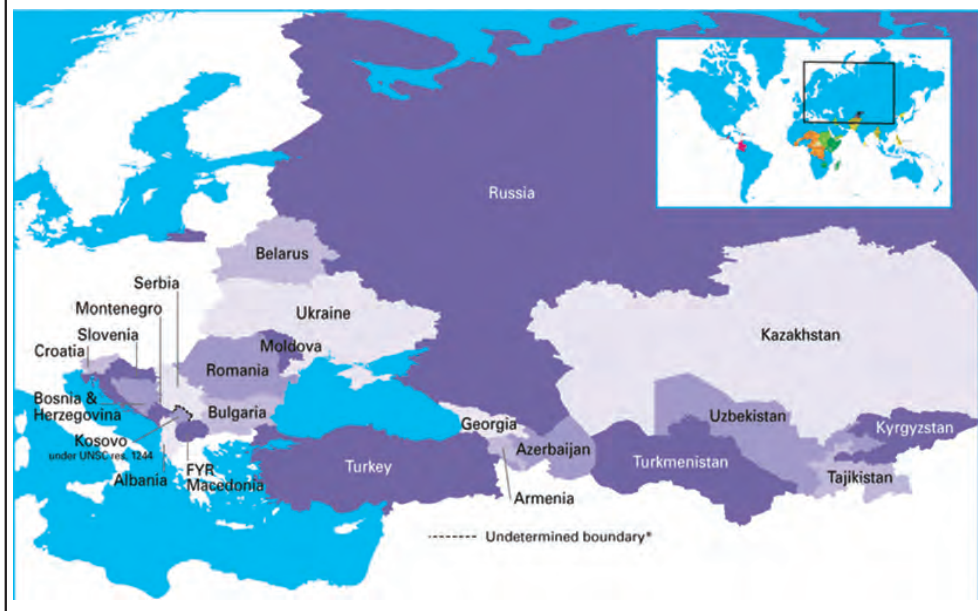 Russia
Belarus
Serbia
Ukraine
Montenegro
Kazakhstan
Slovenia
Moldova
Croatia
Romania
Bosnia &
Herzegovina
Bulgaria
Uzbekistan
Georgia
Kyrgyzstan
Kosovo
under UNSC res. 1244
Azerbaijan
Turkey
Turkmenistan
FYR
Macedonia
Albania
Tajikistan
Armenia
Undetermined boundary*